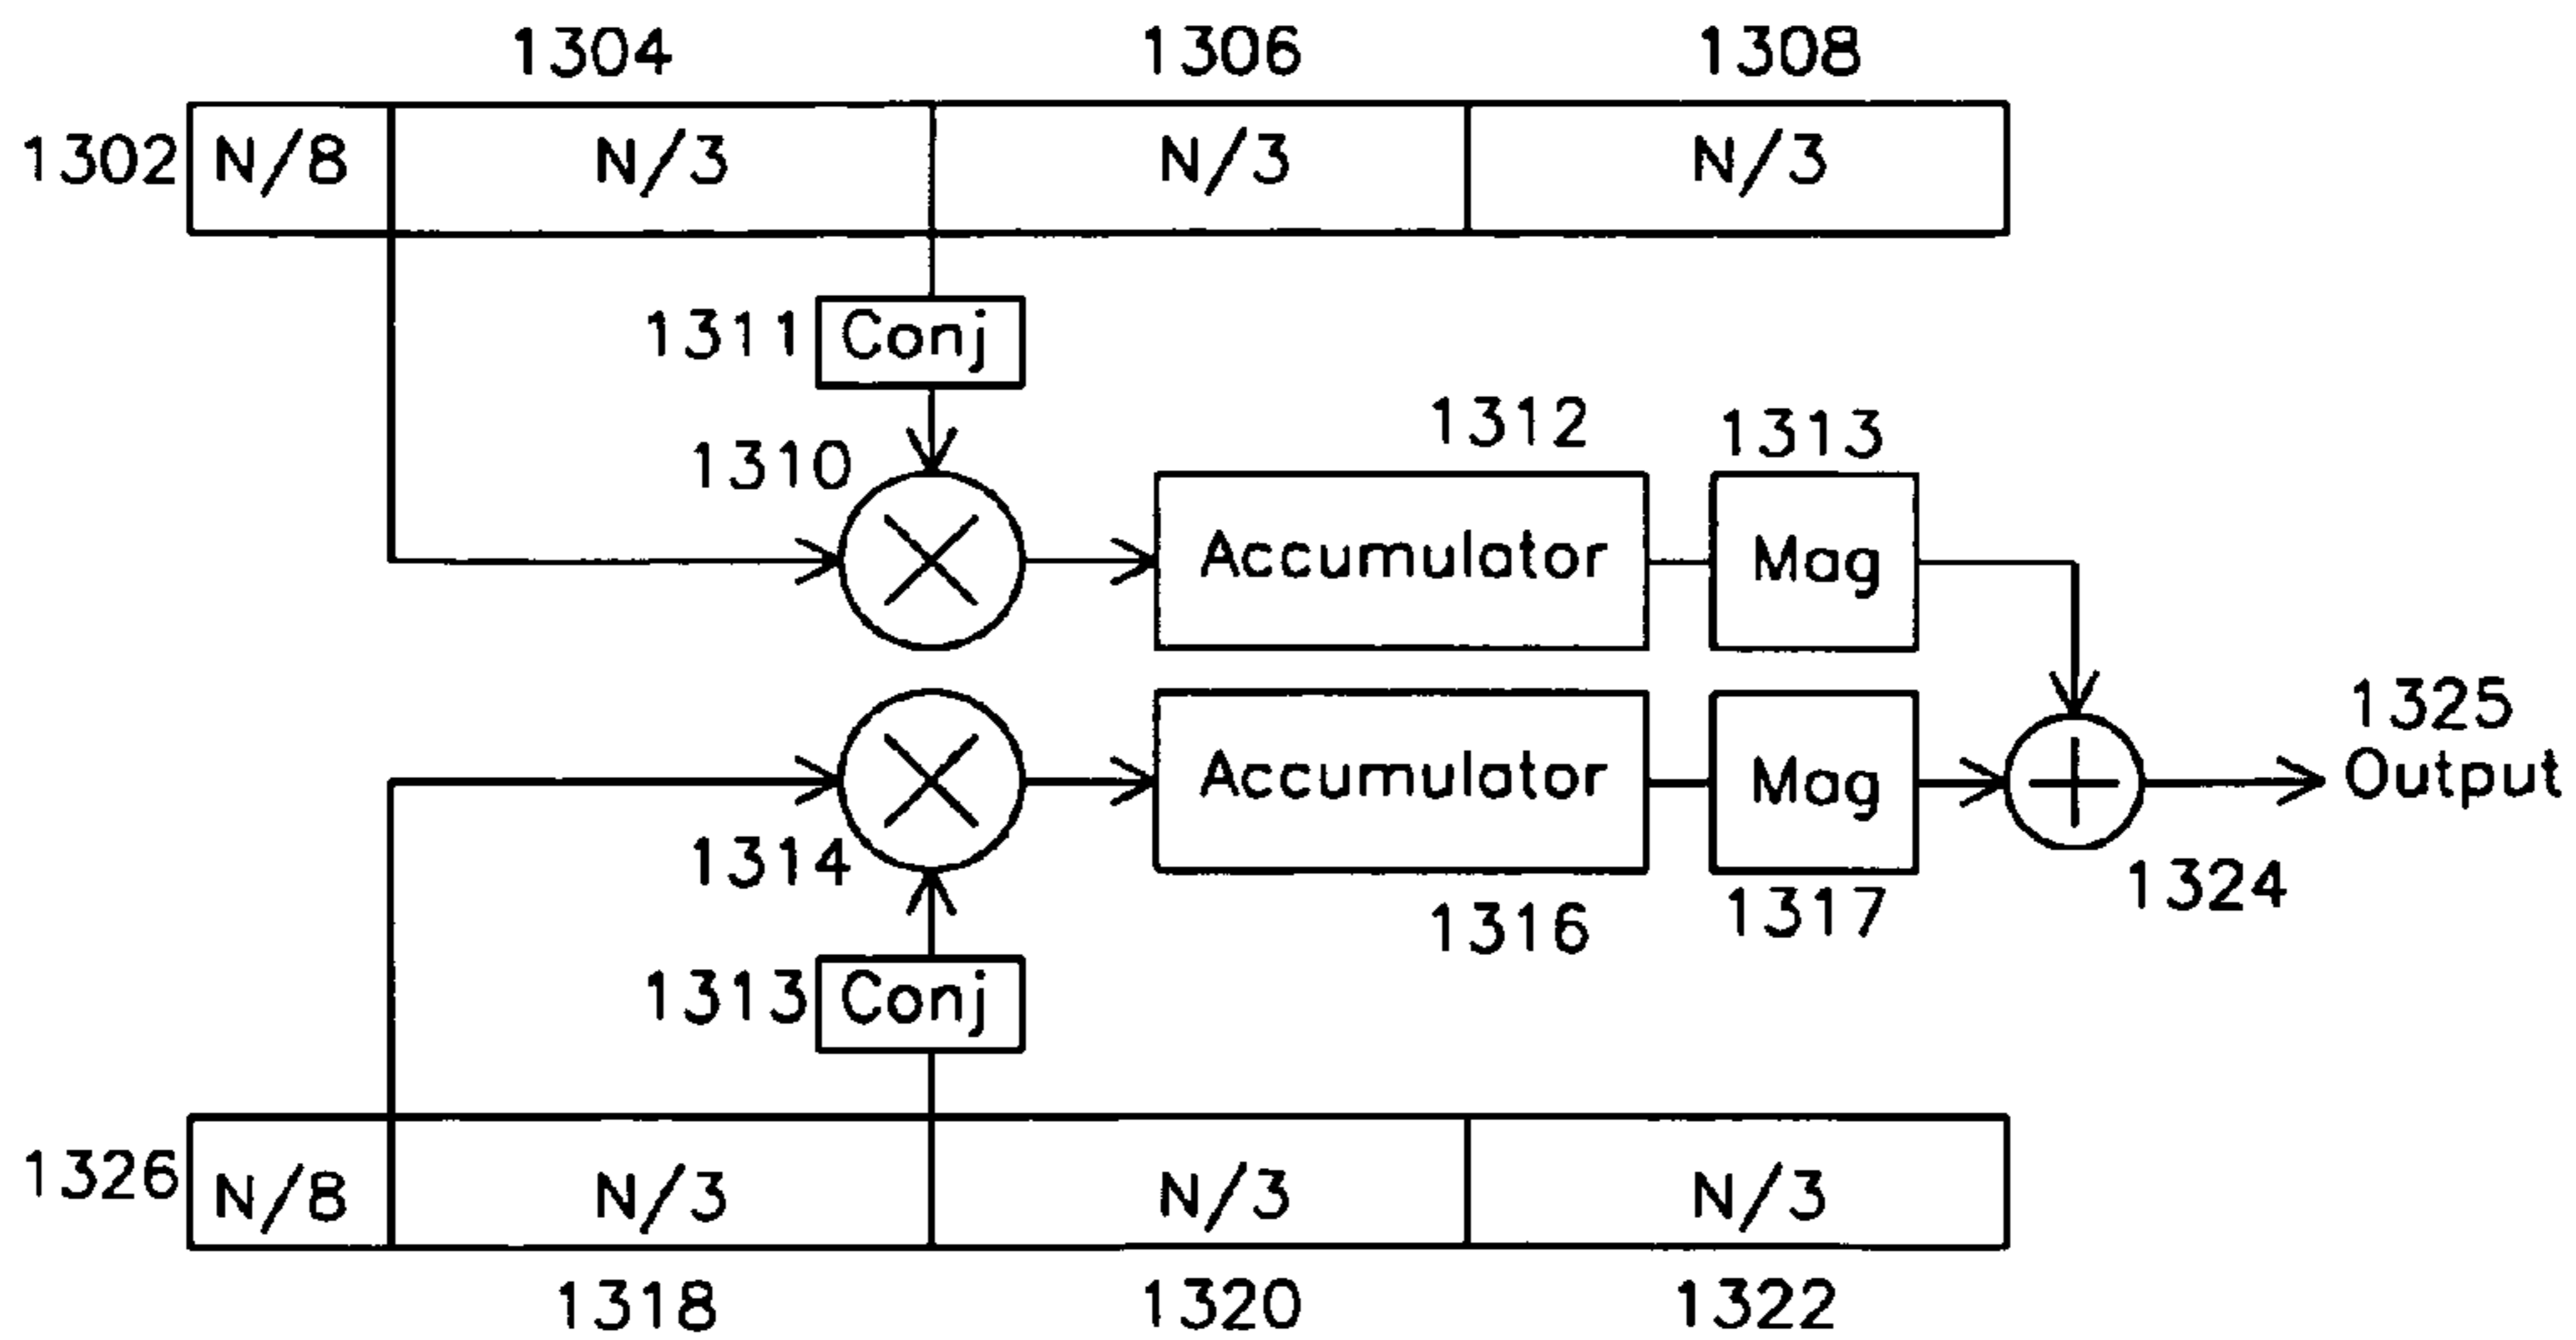 1304 1306 1308
1302 N/8 N/3 N/3 N/3
1311 Conj
1310 1312 1313
Accumulator Mag
1325
Accumulator Mag Output
1314 1316 1317 1324
1313 Conj
1326 N/8 N/3 N/3 N/3
1318 1320 1322